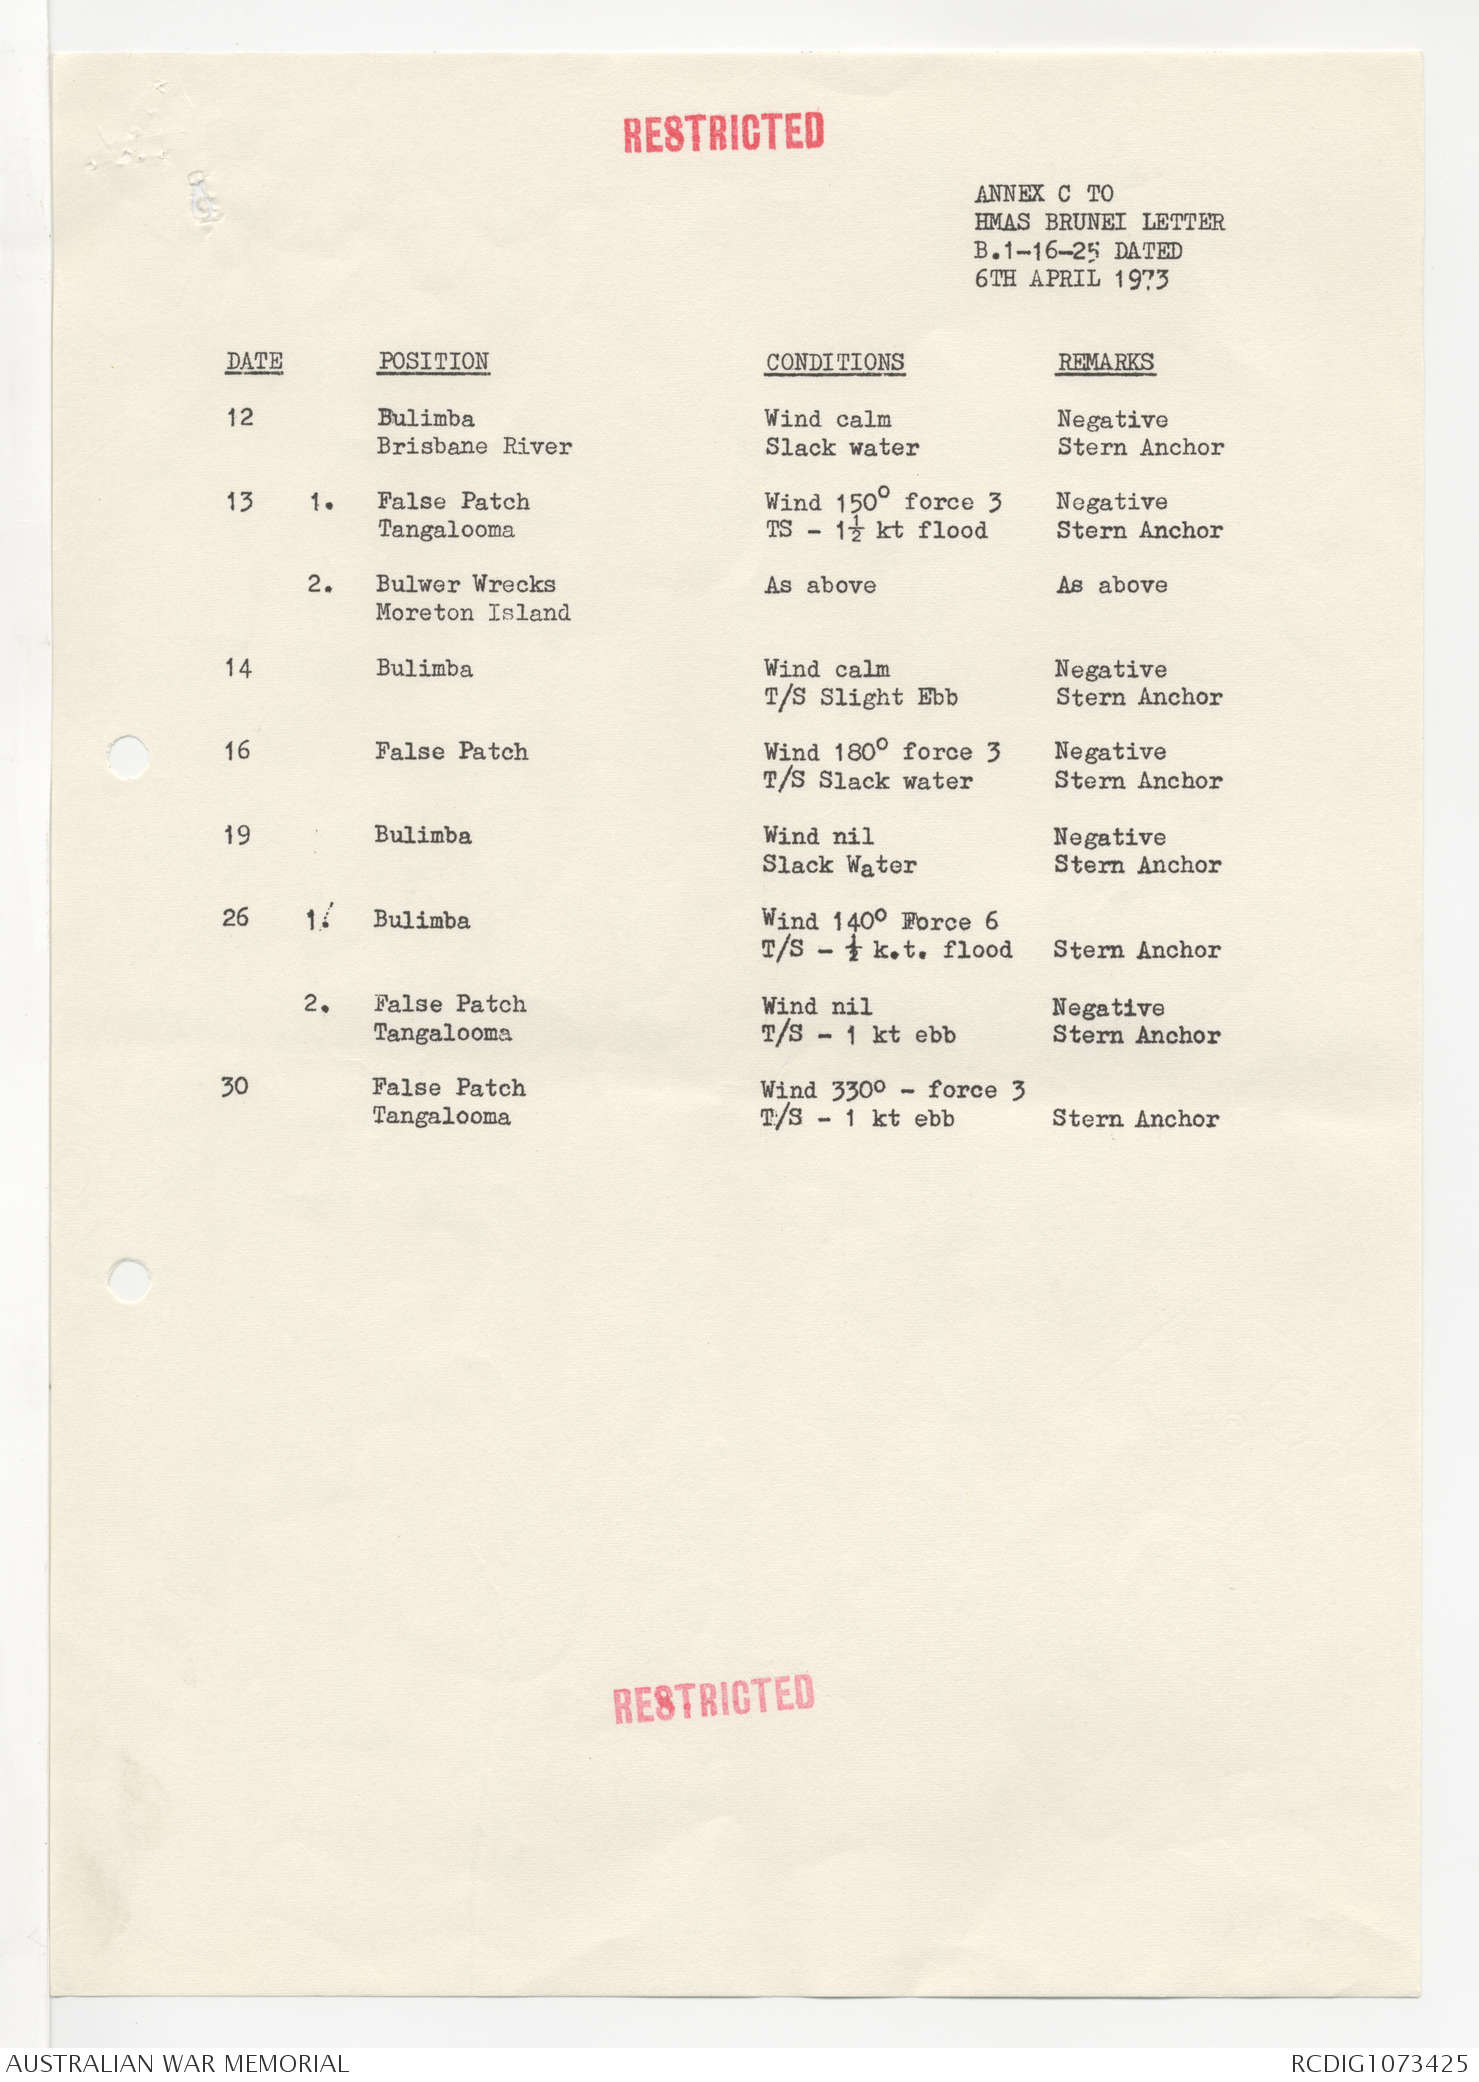 RESTRICTED
ANNEX C TO
HMAS BRUNEI LETTER
B.1-16-25 DATED
6TH APRIL 1973
DATE POSITION CONDITIONS REMARKS
12 Bulimba Wind calm Negative
Brisbane River Slack water Stern Anchor
13 1. False Patch Wind 150° force 3 Negative
Tangalooma TS - 1½ kt flood Stern Anchor
2. Bulwer Wrecks As above As above
Moreton Island
14 Bulimba Wind calm Negative
T/S Slight Ebb Stern Anchor
16 False Patch Wind 180° force 3 Negative
T/S Slack water Stern Anchor
19 Bulimba Wind nil Negative
Slack Water Stern Anchor
26 1. Bulimba Wind 140° Force 6
T/S - ½ k.t. flood Stern Anchor
2. False Patch Wind nil Negative
Tangalooma T/S - 1 kt ebb Stern Anchor
30 False Patch Wind 330° - force 3
Tangalooma T/S - 1 kt ebb Stern Anchor
RESTRICTED
AUSTRALIAN WAR MEMORIAL RCDIG1073425